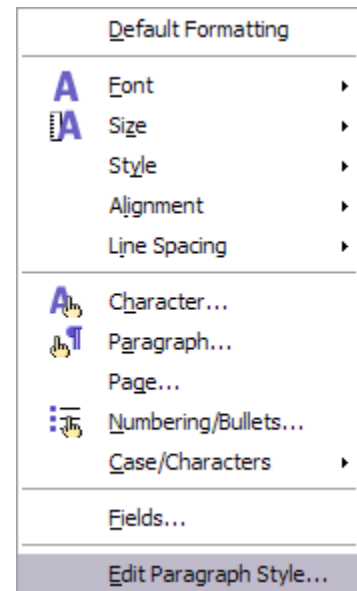 Default Formatting
Font
Size
Style
Alignment
Line Spacing
Character...
Paragraph...
Page...
Numbering/Bullets...
Case/Characters
Fields...
Edit Paragraph Style...